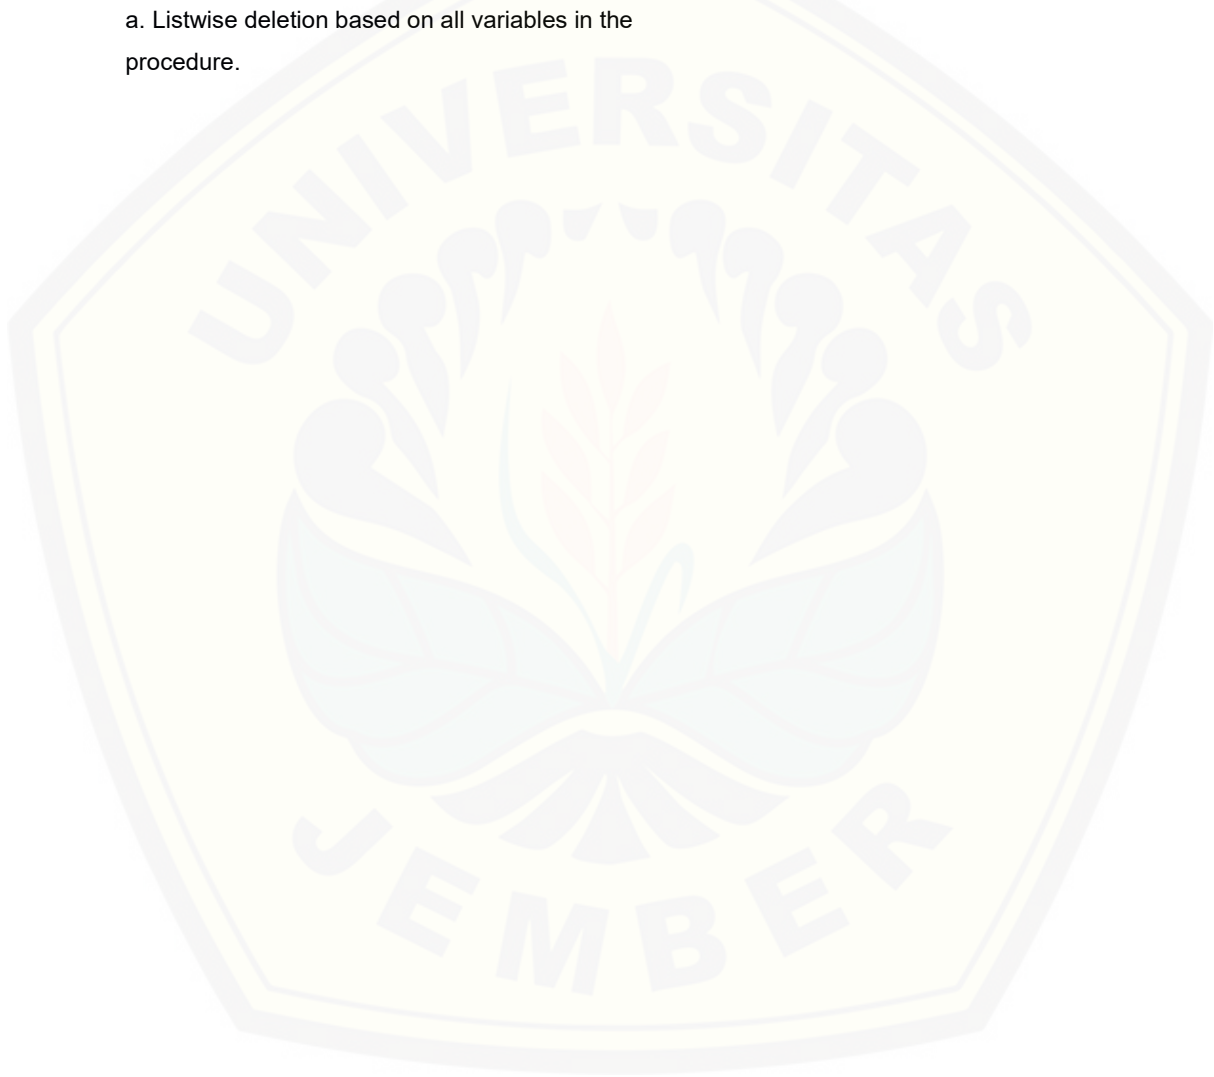 a. Listwise deletion based on all variables in the
procedure.
UNIVERSITAS
JEMBER